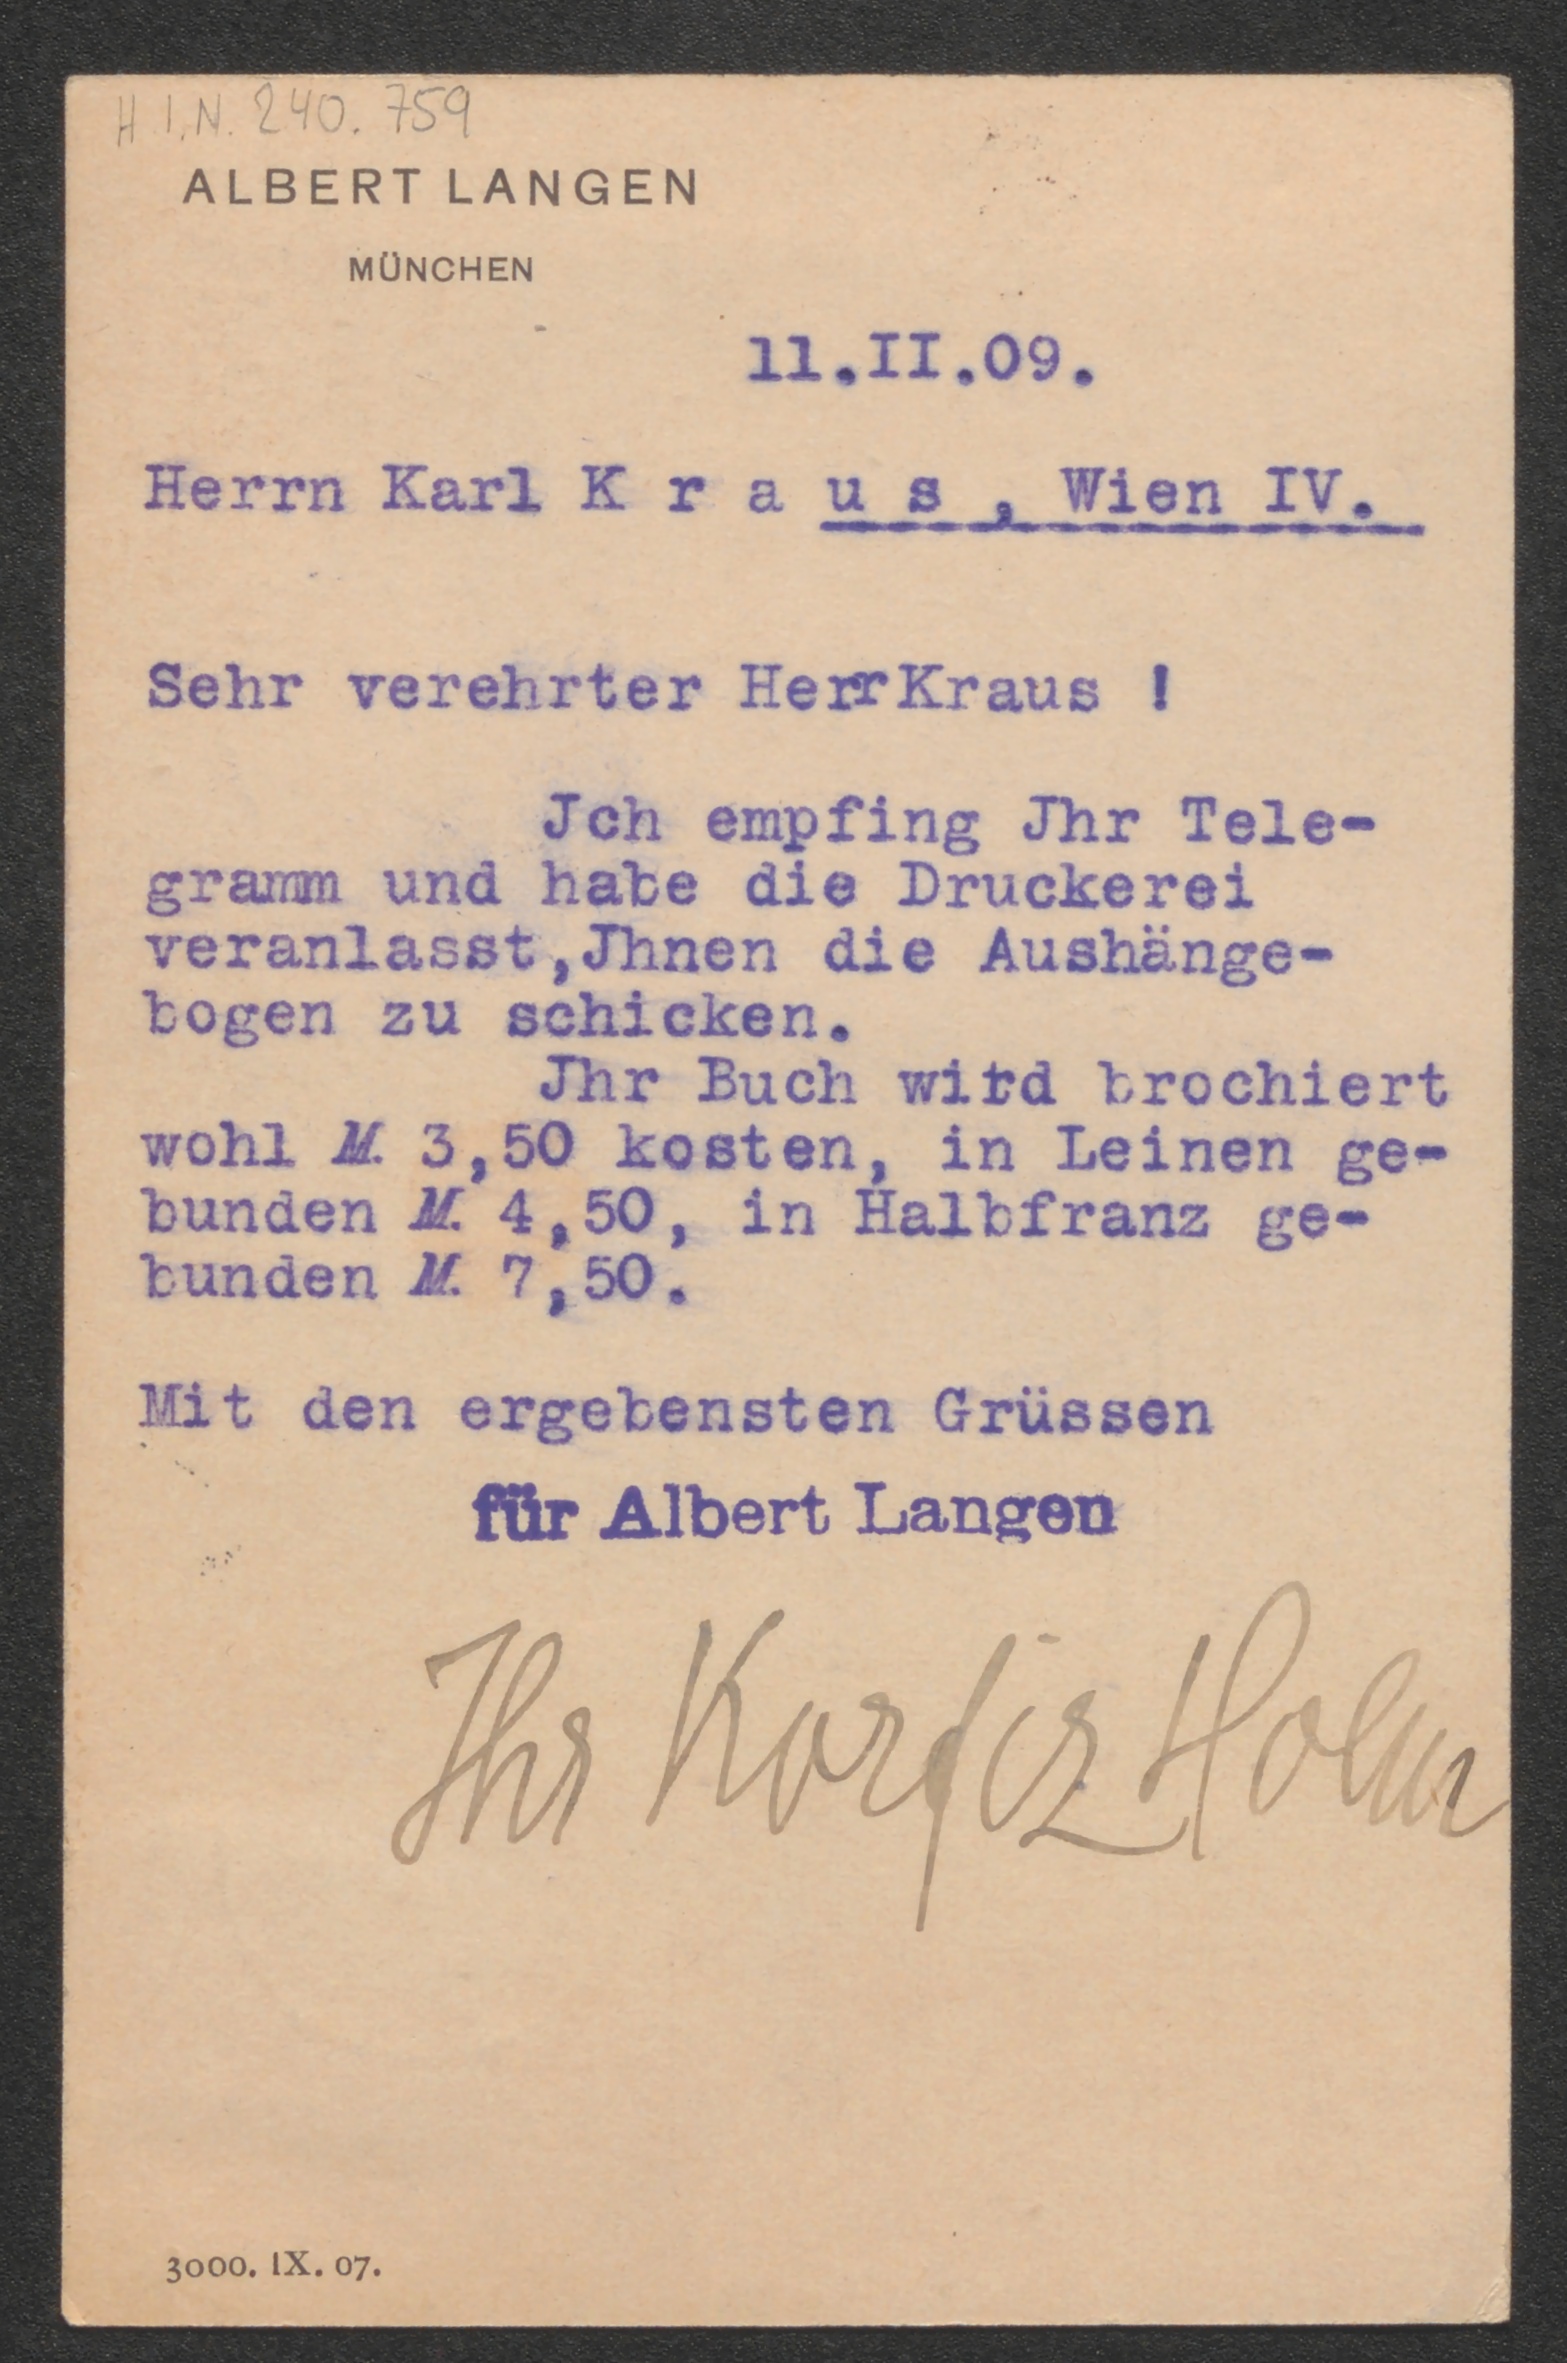 H I.N. 240.759
ALBERT LANGEN
MÜNCHEN
11.II.09.
Herrn Karl K r a u s , Wien IV.
Sehr verehrter Herr Kraus !
Jch empfing Jhr Tele-
gramm und habe die Druckerei
veranlasst,Jhnen die Aushänge-
bogen zu schicken.
Jhr Buch wird brochiert
wohl M. 3,50 kosten, in Leinen ge-
bunden M. 4,50, in Halbfranz ge-
bunden M. 7,50.
Mit den ergebensten Grüssen
für Albert Langen
Ihr Korfiz Holm
3000. IX. 07.